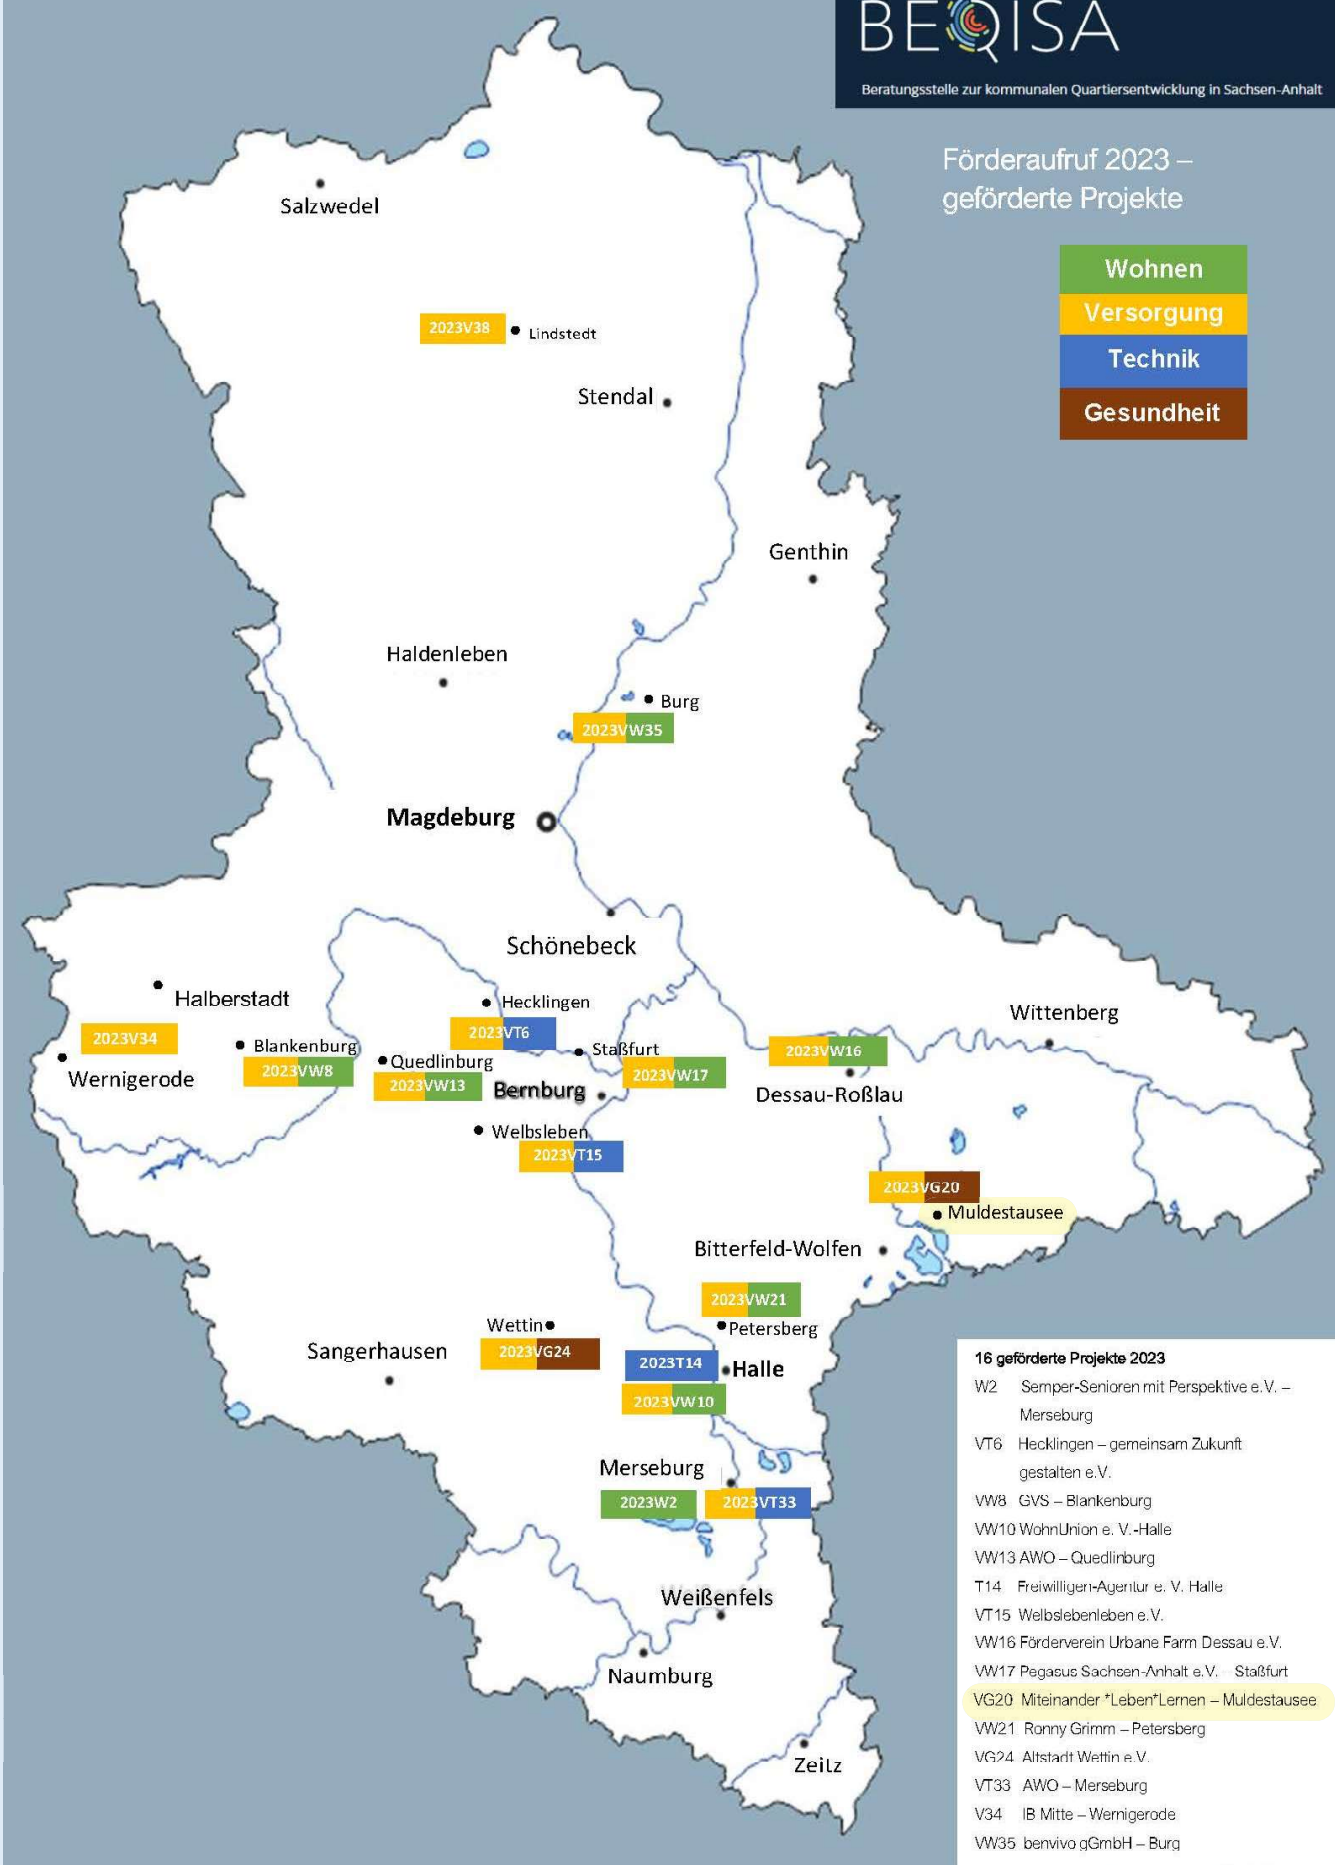 BEQISA
Beratungsstelle zur kommunalen Quartiersentwicklung in Sachsen-Anhalt
Förderaufruf 2023 –
geförderte Projekte
Wohnen
Versorgung
Technik
Gesundheit
Salzwedel
2023V38
Lindstedt
Stendal
Genthin
Haldenleben
Burg
2023VW35
Magdeburg
Schönebeck
Halberstadt
Hecklingen
2023VT6
Wittenberg
2023V34
Wernigerode
Blankenburg
2023VW8
Quedlinburg
2023VW13
Staßfurt
2023VW17
Bernburg
2023VW16
Dessau-Roßlau
Welbsleben
2023VT15
2023VG20
Muldestausee
Bitterfeld-Wolfen
2023VW21
Petersberg
Wettin
2023VG24
Sangerhausen
2023T14
Halle
2023VW10
Merseburg
2023W2
2023VT33
Weißenfels
Naumburg
Zeitz
16 geförderte Projekte 2023
W2 Semper-Senioren mit Perspektive e.V. –
Merseburg
VT6 Hecklingen – gemeinsam Zukunft
gestalten e.V.
VW8 GVS – Blankenburg
VW10 WohnUnion e. V.-Halle
VW13 AWO – Quedlinburg
T14 Freiwilligen-Agentur e. V. Halle
VT15 Welbslebenleben e.V.
VW16 Förderverein Urbane Farm Dessau e.V.
VW17 Pegasus Sachsen-Anhalt e.V. – Staßfurt
VG20 Miteinander *Leben*Lernen – Muldestausee
VW21 Ronny Grimm – Petersberg
VG24 Altstadt Wettin e.V.
VT33 AWO – Merseburg
V34 IB Mitte – Wernigerode
VW35 benvivo gGmbH – Burg